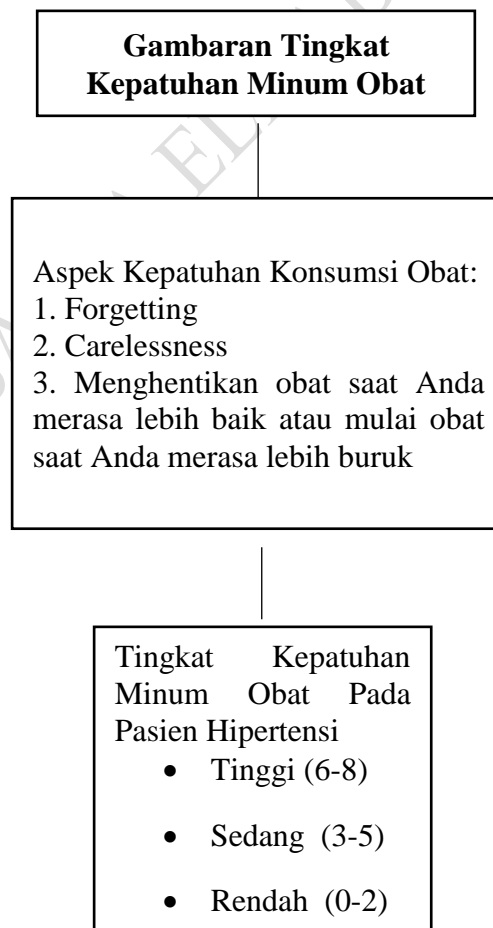 Gambaran Tingkat
Kepatuhan Minum Obat
Aspek Kepatuhan Konsumsi Obat:
1. Forgetting
2. Carelessness
3. Menghentikan obat saat Anda
merasa lebih baik atau mulai obat
saat Anda merasa lebih buruk
Tingkat Kepatuhan
Minum Obat Pada
Pasien Hipertensi
• Tinggi (6-8)
• Sedang (3-5)
• Rendah (0-2)